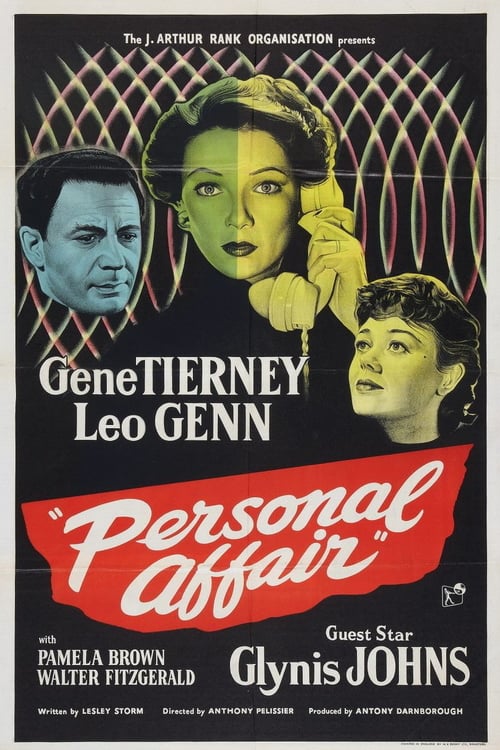 The J. ARTHUR RANK ORGANISATION presents
Gene TIERNEY
Leo GENN
"Personal
Affair"
with
PAMELA BROWN
WALTER FITZGERALD
Guest Star
Glynis JOHNS
Written by LESLEY STORM Directed by ANTHONY PELISSIER Produced by ANTONY DARNBOROUGH